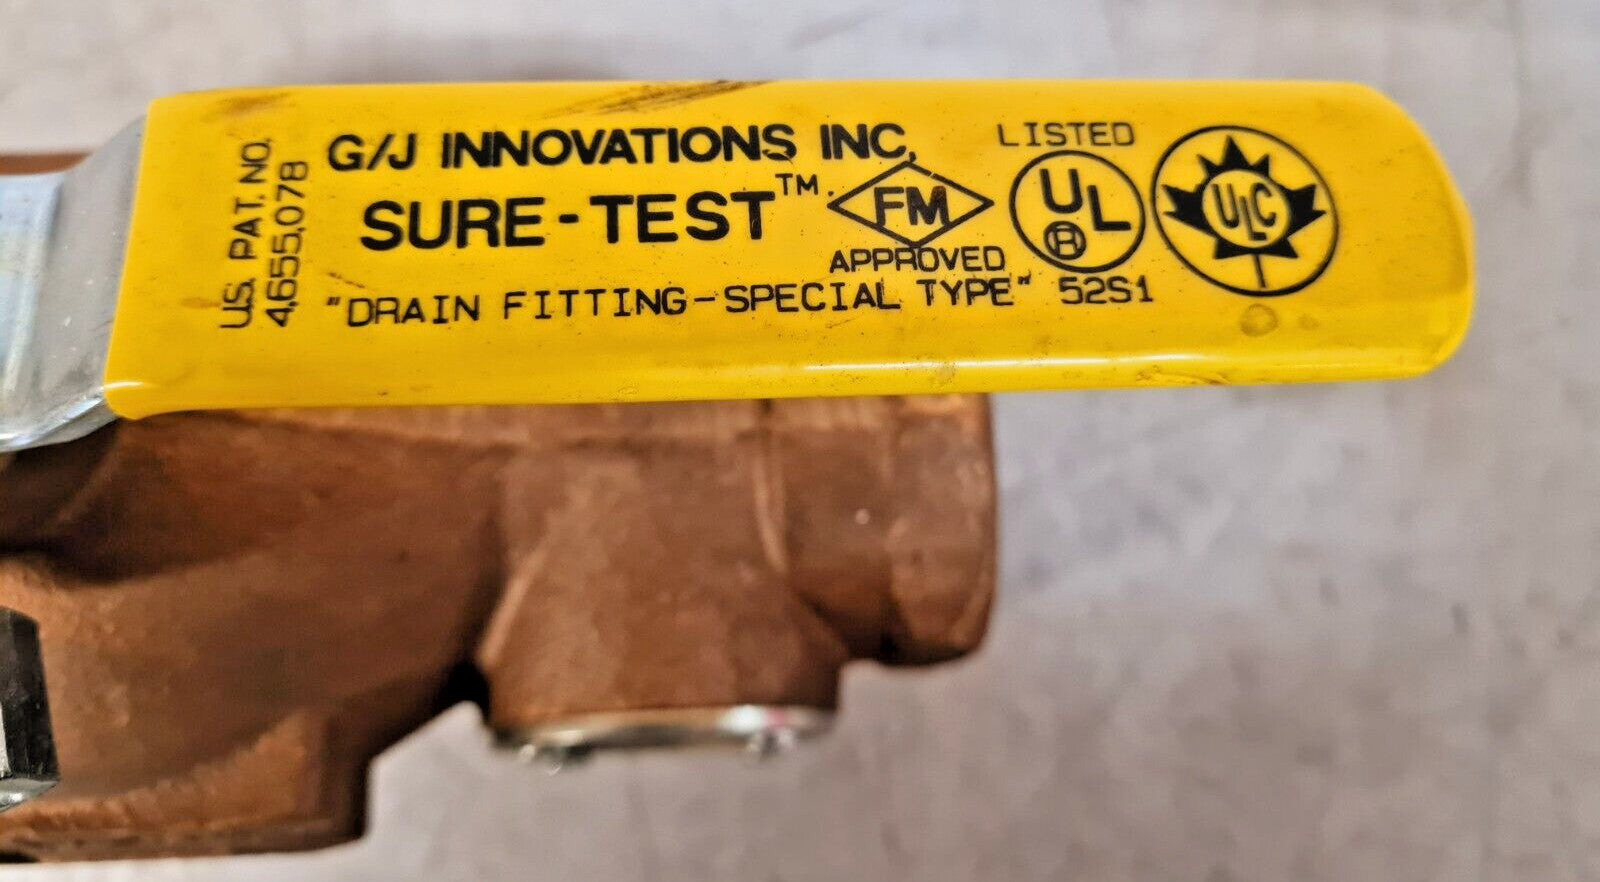 U.S. PAT. NO.
4,655,078
G/J INNOVATIONS INC.
SURE-TEST™
FM
APPROVED
LISTED
UL
®
ULC
"DRAIN FITTING-SPECIAL TYPE" 52S1